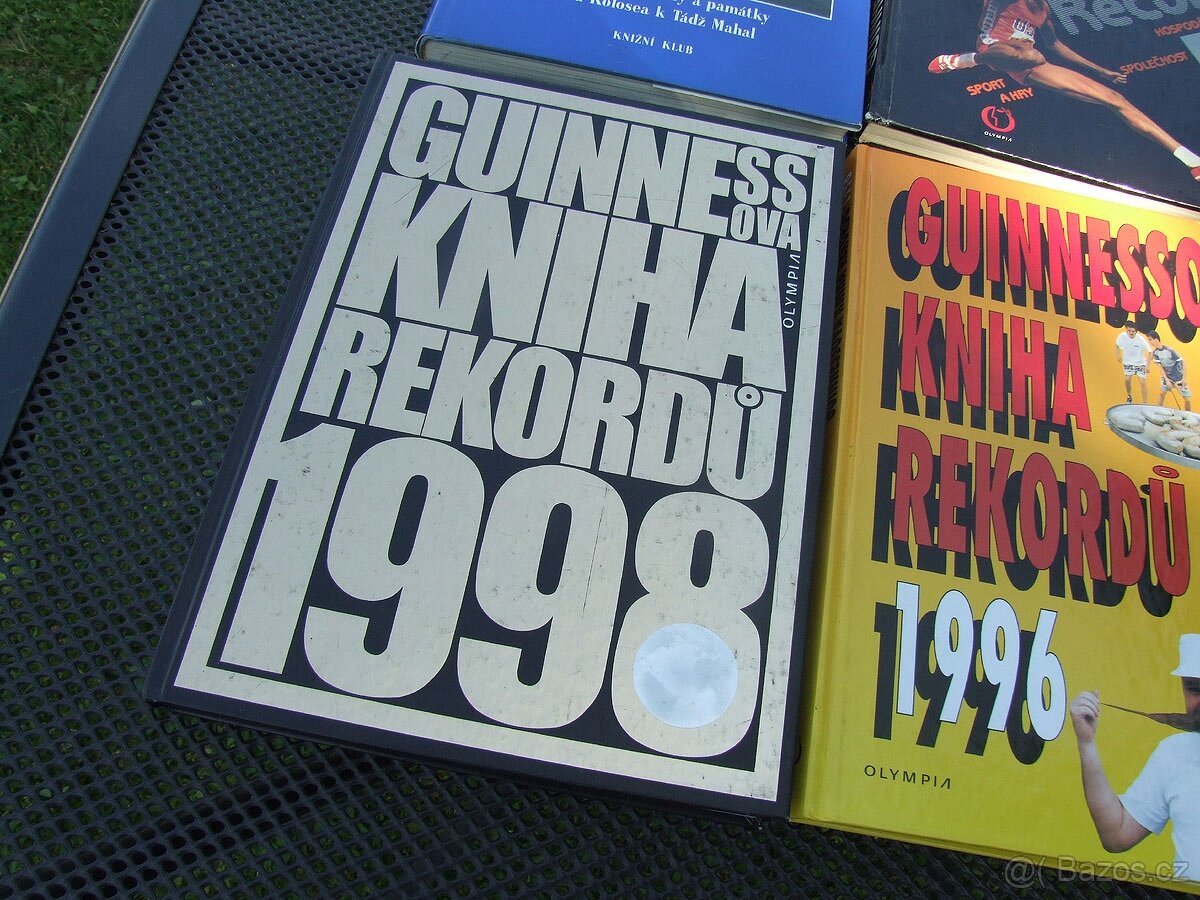 y a památky
Kolosea k Tádž Mahal
KNIŽNÍ KLUB
HOSPO
SPOLEČNOST
SPORT
A HRY
OLYMPIA
GUINNESS
OVA
KNIHA
OLYMPIA
REKORDŮ
1998
GUINNESSO
KNIHA
REKORDŮ
1996
OLYMPIA
@( Bazos.cz